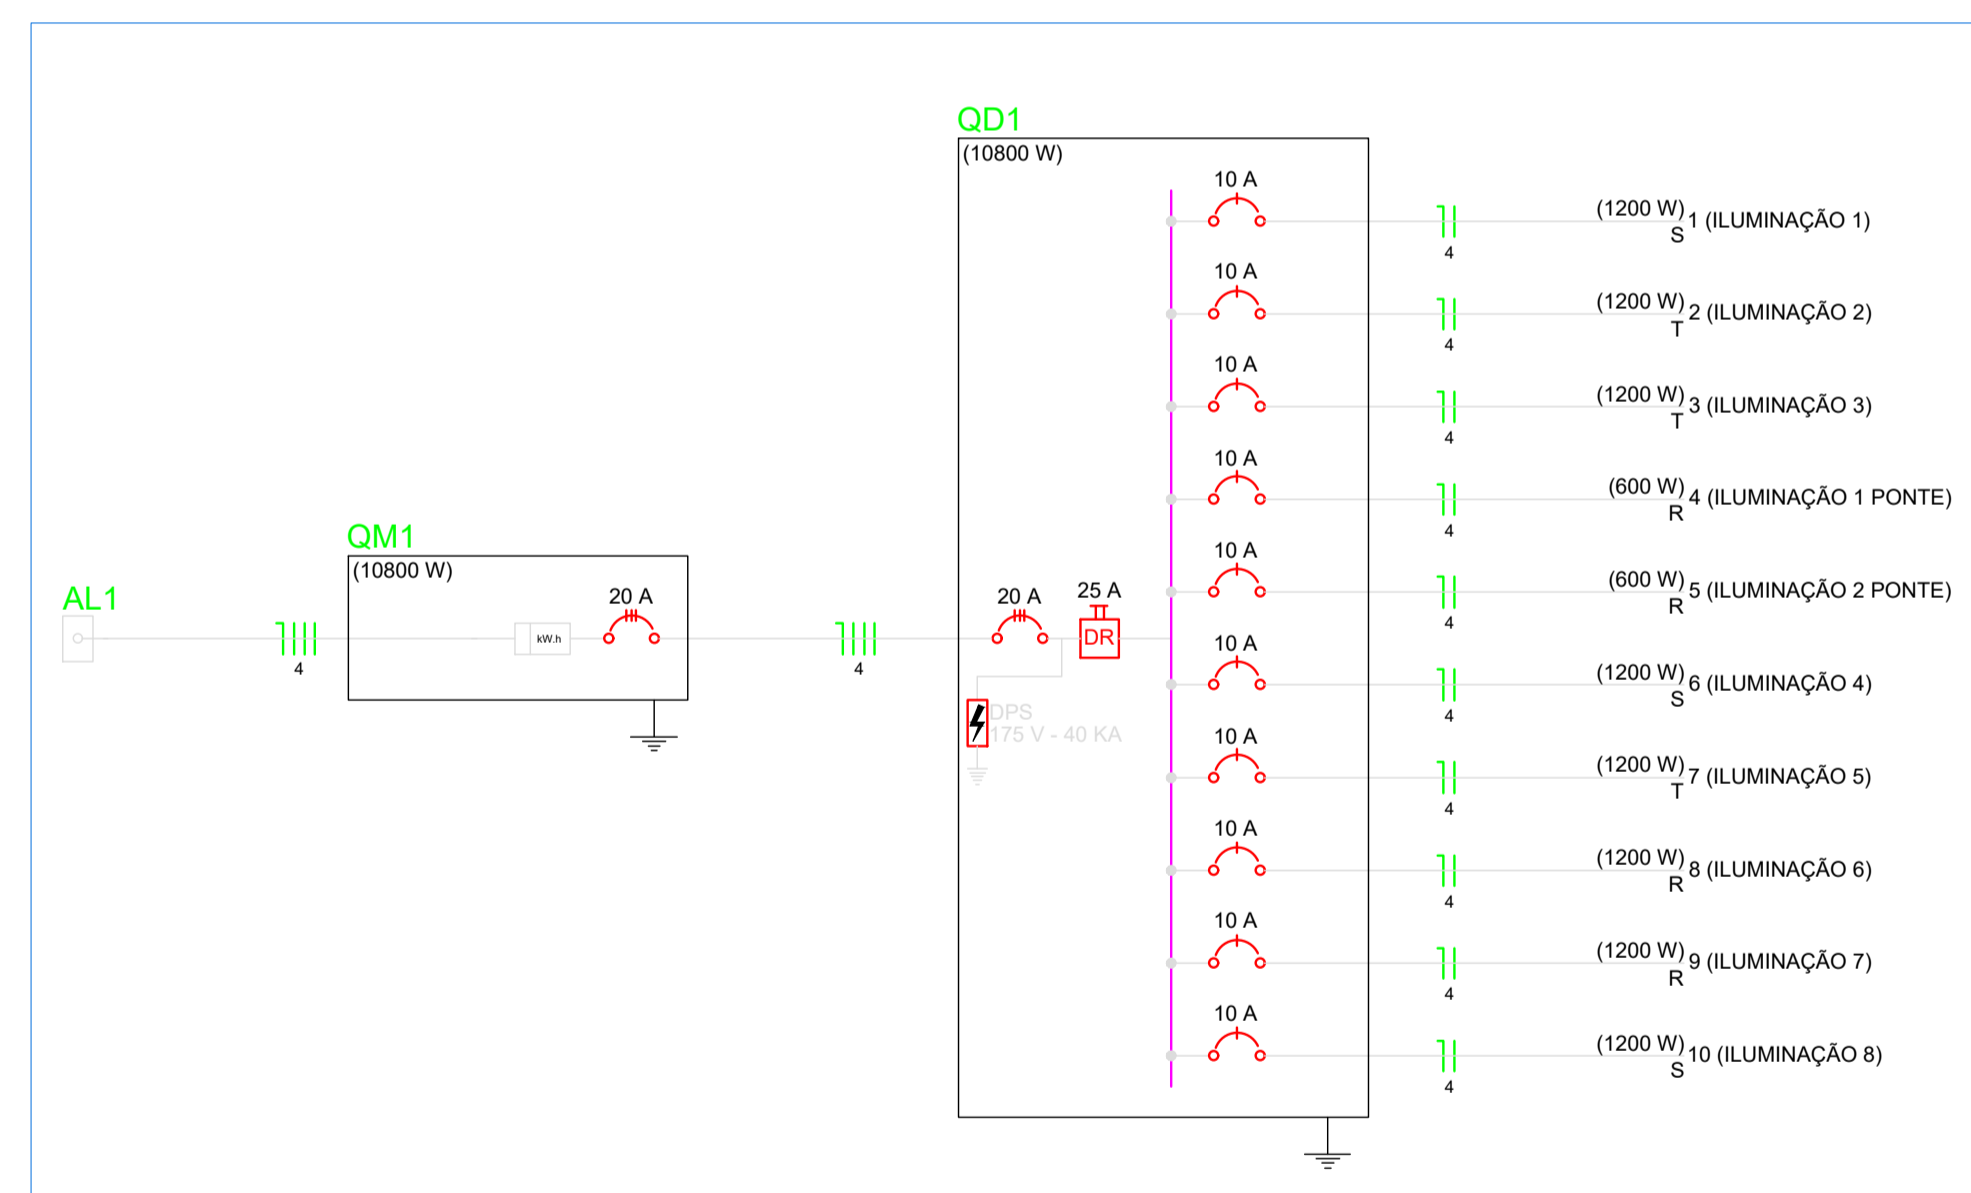 QD1
(10800 W)
10 A
(1200 W) 1 (ILUMINAÇÃO 1)
S
4
10 A
(1200 W) 2 (ILUMINAÇÃO 2)
T
4
10 A
(1200 W) 3 (ILUMINAÇÃO 3)
T
4
10 A
(600 W) 4 (ILUMINAÇÃO 1 PONTE)
R
4
10 A
(600 W) 5 (ILUMINAÇÃO 2 PONTE)
R
4
10 A
(1200 W) 6 (ILUMINAÇÃO 4)
S
4
10 A
(1200 W) 7 (ILUMINAÇÃO 5)
T
4
10 A
(1200 W) 8 (ILUMINAÇÃO 6)
R
4
10 A
(1200 W) 9 (ILUMINAÇÃO 7)
R
4
10 A
(1200 W) 10 (ILUMINAÇÃO 8)
S
4
QM1
(10800 W)
AL1
4
kW.h
20 A
4
20 A
25 A
DR
DPS
175 V - 40 KA